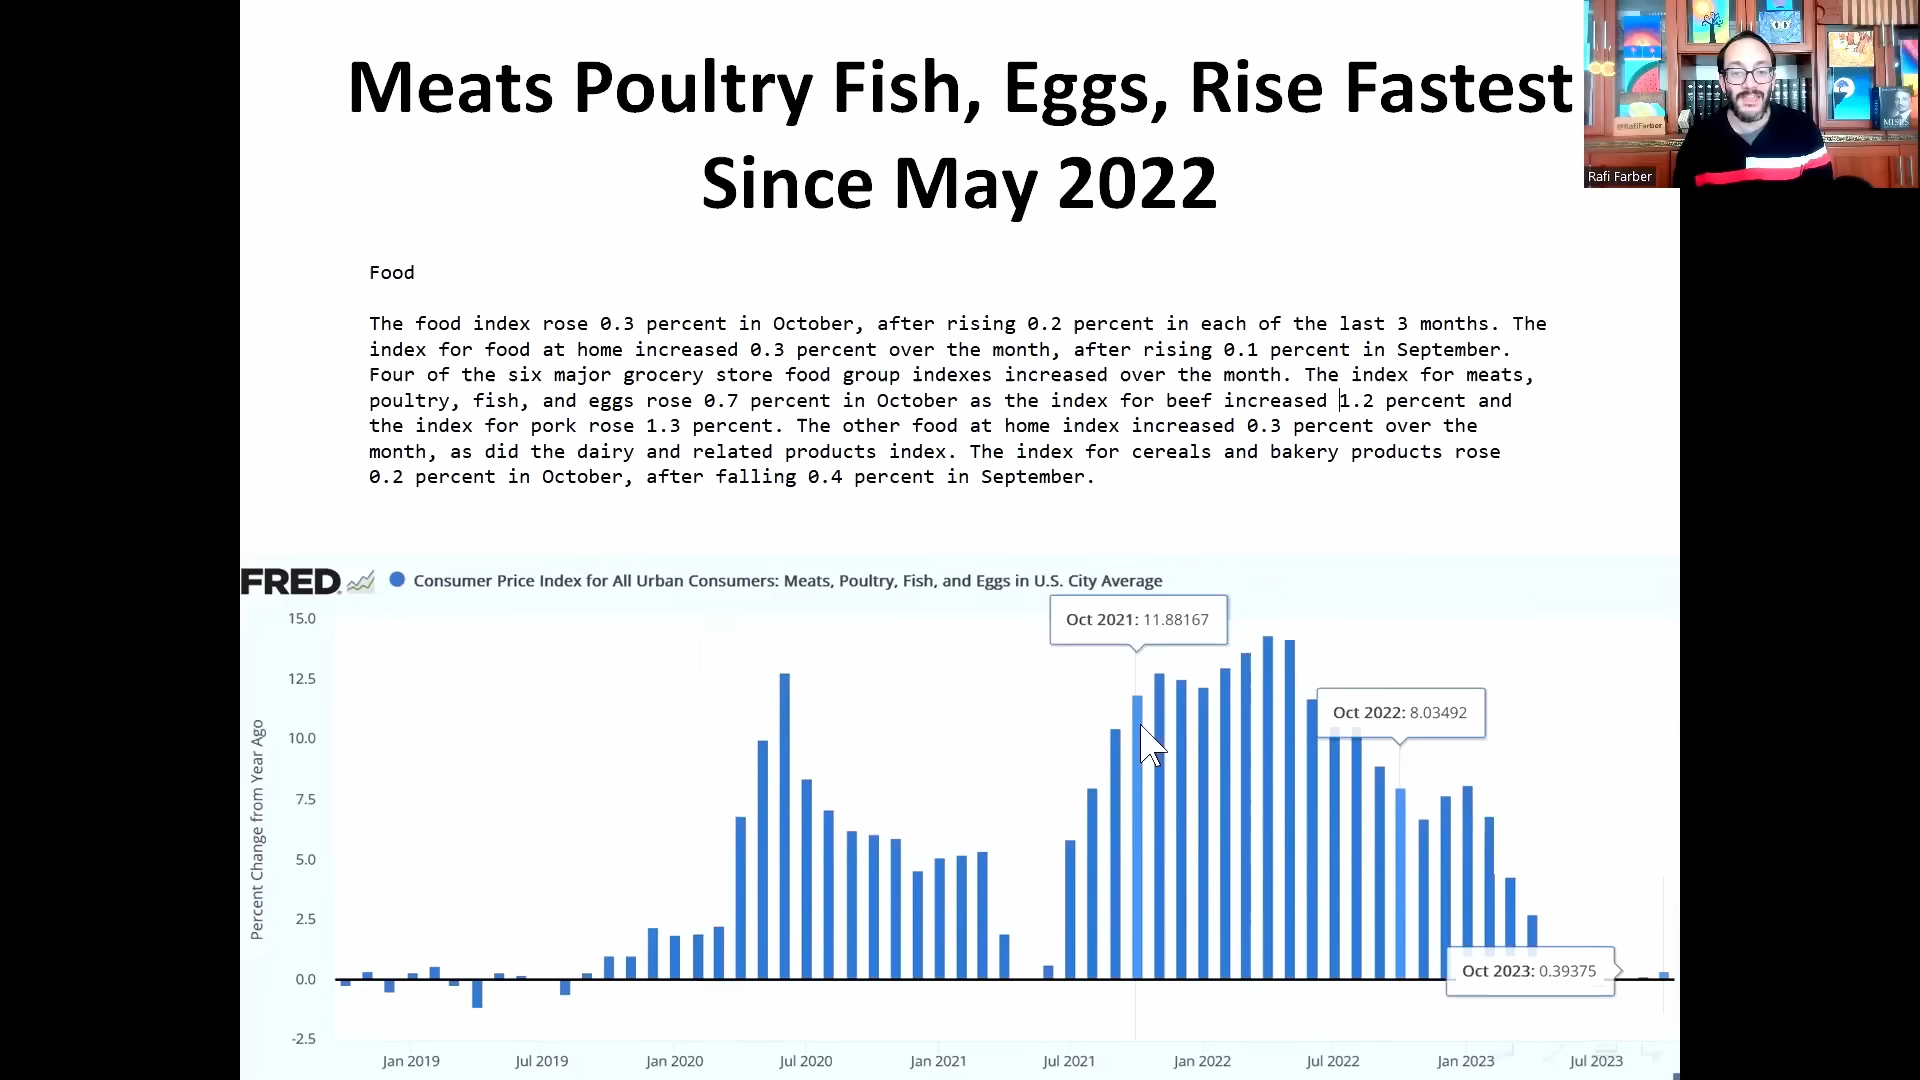 Meats Poultry Fish, Eggs, Rise Fastest
Since May 2022
@RafiFarber
MISES
Rafi Farber
Food
The food index rose 0.3 percent in October, after rising 0.2 percent in each of the last 3 months. The
index for food at home increased 0.3 percent over the month, after rising 0.1 percent in September.
Four of the six major grocery store food group indexes increased over the month. The index for meats,
poultry, fish, and eggs rose 0.7 percent in October as the index for beef increased 1.2 percent and
the index for pork rose 1.3 percent. The other food at home index increased 0.3 percent over the
month, as did the dairy and related products index. The index for cereals and bakery products rose
0.2 percent in October, after falling 0.4 percent in September.
FRED
Consumer Price Index for All Urban Consumers: Meats, Poultry, Fish, and Eggs in U.S. City Average
Percent Change from Year Ago
15.0
12.5
10.0
7.5
5.0
2.5
0.0
-2.5
Oct 2021: 11.88167
Oct 2022: 8.03492
Oct 2023: 0.39375
Jan 2019
Jul 2019
Jan 2020
Jul 2020
Jan 2021
Jul 2021
Jan 2022
Jul 2022
Jan 2023
Jul 2023